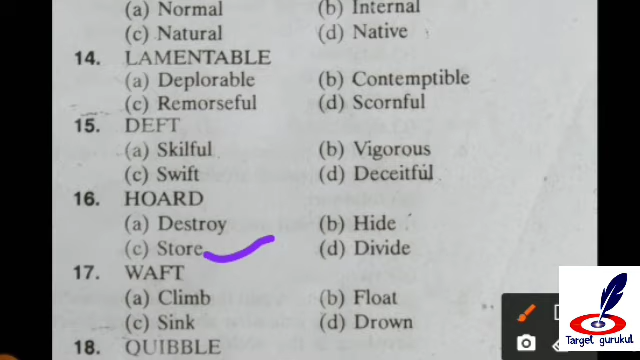 (a) Normal (b) Internal
(c) Natural (d) Native
14. LAMENTABLE
(a) Deplorable (b) Contemptible
(c) Remorseful (d) Scornful
15. DEFT
(a) Skilful (b) Vigorous
(c) Swift (d) Deceitful
16. HOARD
(a) Destroy (b) Hide
(c) Store (d) Divide
17. WAFT
(a) Climb (b) Float
(c) Sink (d) Drown
18. QUIBBLE
Target gurukul